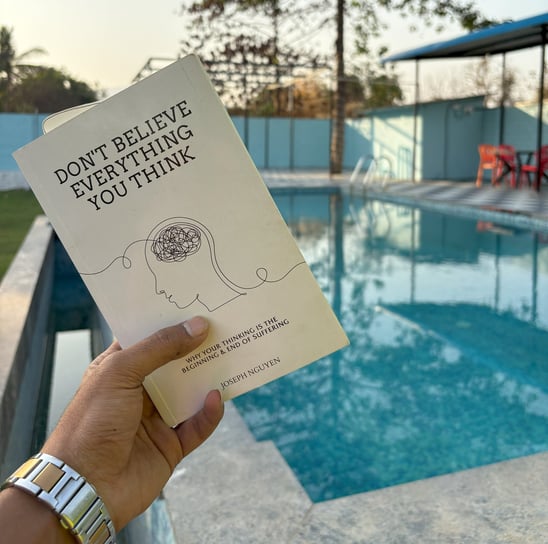 DON'T BELIEVE
EVERYTHING
YOU THINK
WHY YOUR THINKING IS THE
BEGINNING & END OF SUFFERING
JOSEPH NGUYEN